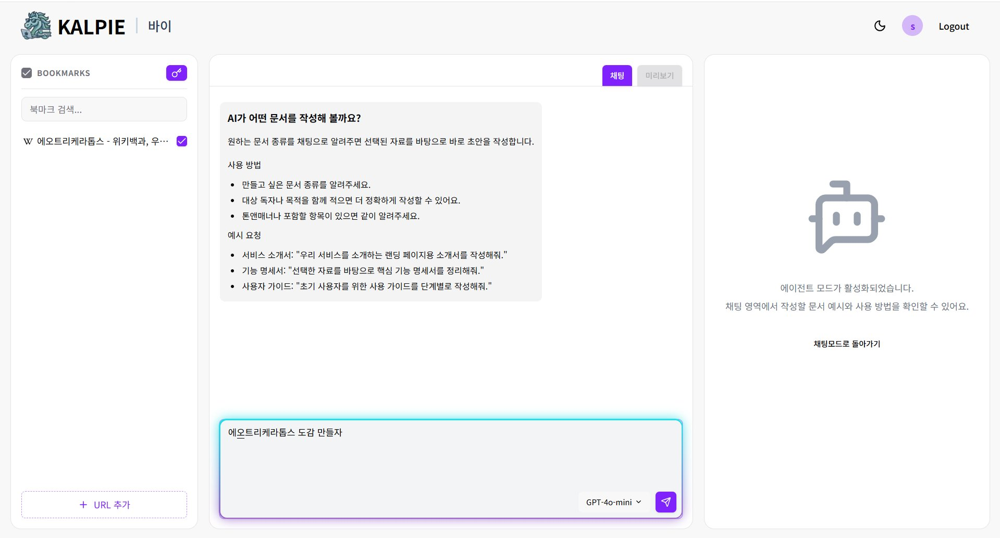 KALPIE
바이
s
Logout
BOOKMARKS
북마크 검색...
W 에오트리케라톱스 - 위키백과, 우…
URL 추가
채팅
미리보기
AI가 어떤 문서를 작성해 볼까요?
원하는 문서 종류를 채팅으로 알려주면 선택된 자료를 바탕으로 바로 초안을 작성합니다.
사용 방법
만들고 싶은 문서 종류를 알려주세요.
대상 독자나 목적을 함께 적으면 더 정확하게 작성할 수 있어요.
톤앤매너나 포함할 항목이 있으면 같이 알려주세요.
예시 요청
서비스 소개서: "우리 서비스를 소개하는 랜딩 페이지용 소개서를 작성해줘."
기능 명세서: "선택한 자료를 바탕으로 핵심 기능 명세서를 정리해줘."
사용자 가이드: "초기 사용자를 위한 사용 가이드를 단계별로 작성해줘."
에오트리케라톱스 도감 만들자
GPT-4o-mini
에이전트 모드가 활성화되었습니다.
채팅 영역에서 작성할 문서 예시와 사용 방법을 확인할 수 있어요.
채팅모드로 돌아가기